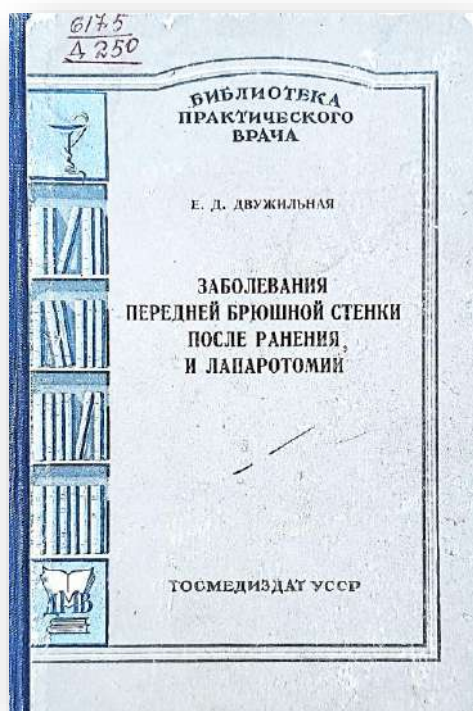 617.5
Д 250
БИБЛИОТЕКА
ПРАКТИЧЕСКОГО
ВРАЧА
Е. Д. ДВУЖИЛЬНАЯ
ЗАБОЛЕВАНИЯ
ПЕРЕДНЕЙ БРЮШНОЙ СТЕНКИ
ПОСЛЕ РАНЕНИЯ
И ЛАПАРОТОМИИ
ДМВ
ГОСМЕДИЗДАТ УССР